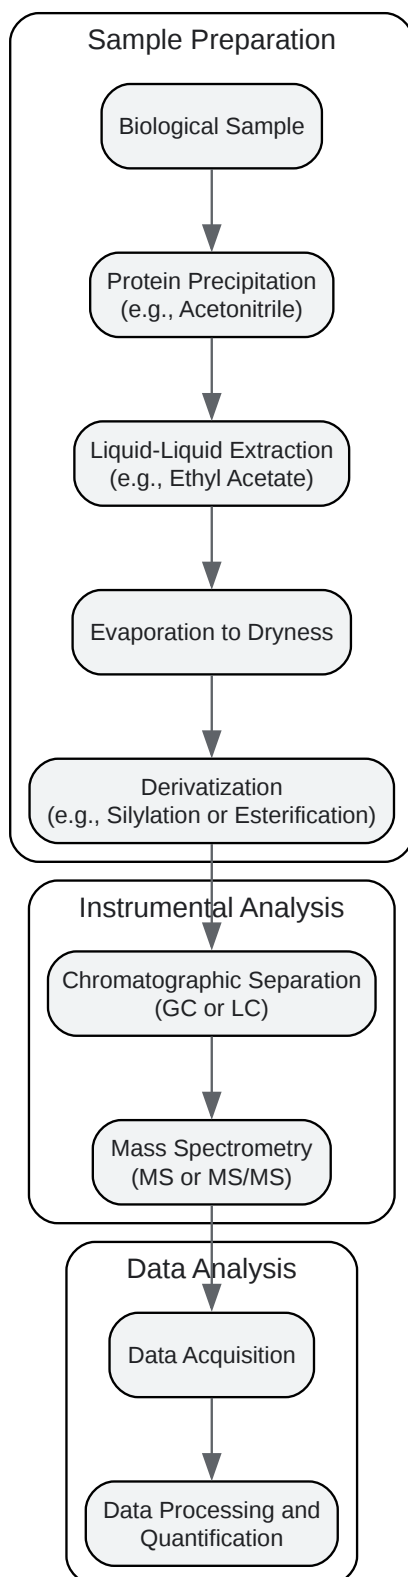 Sample Preparation
Biological Sample
Protein Precipitation
(e.g., Acetonitrile)
Liquid-Liquid Extraction
(e.g., Ethyl Acetate)
Evaporation to Dryness
Derivatization
(e.g., Silylation or Esterification)
Instrumental Analysis
Chromatographic Separation
(GC or LC)
Mass Spectrometry
(MS or MS/MS)
Data Analysis
Data Acquisition
Data Processing and
Quantification